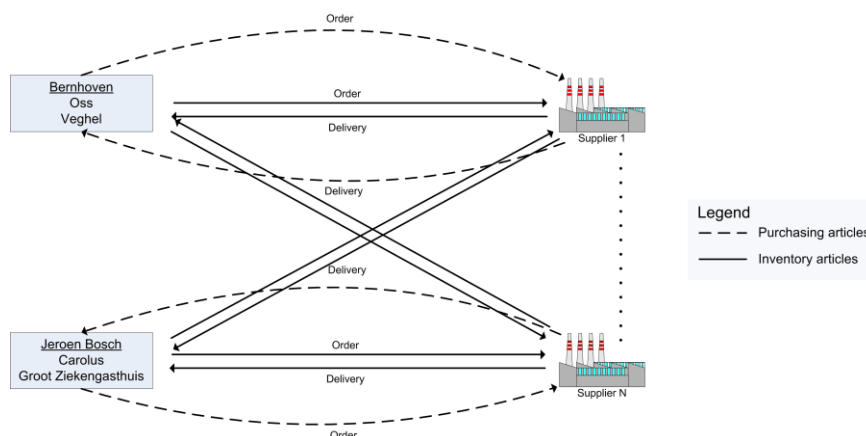 Order
Bernhoven
Oss
Veghel
Order
Delivery
Supplier 1
Delivery
Legend
Purchasing articles
Inventory articles
Delivery
Jeroen Bosch
Carolus
Groot Ziekengasthuis
Order
Delivery
Supplier N
Order